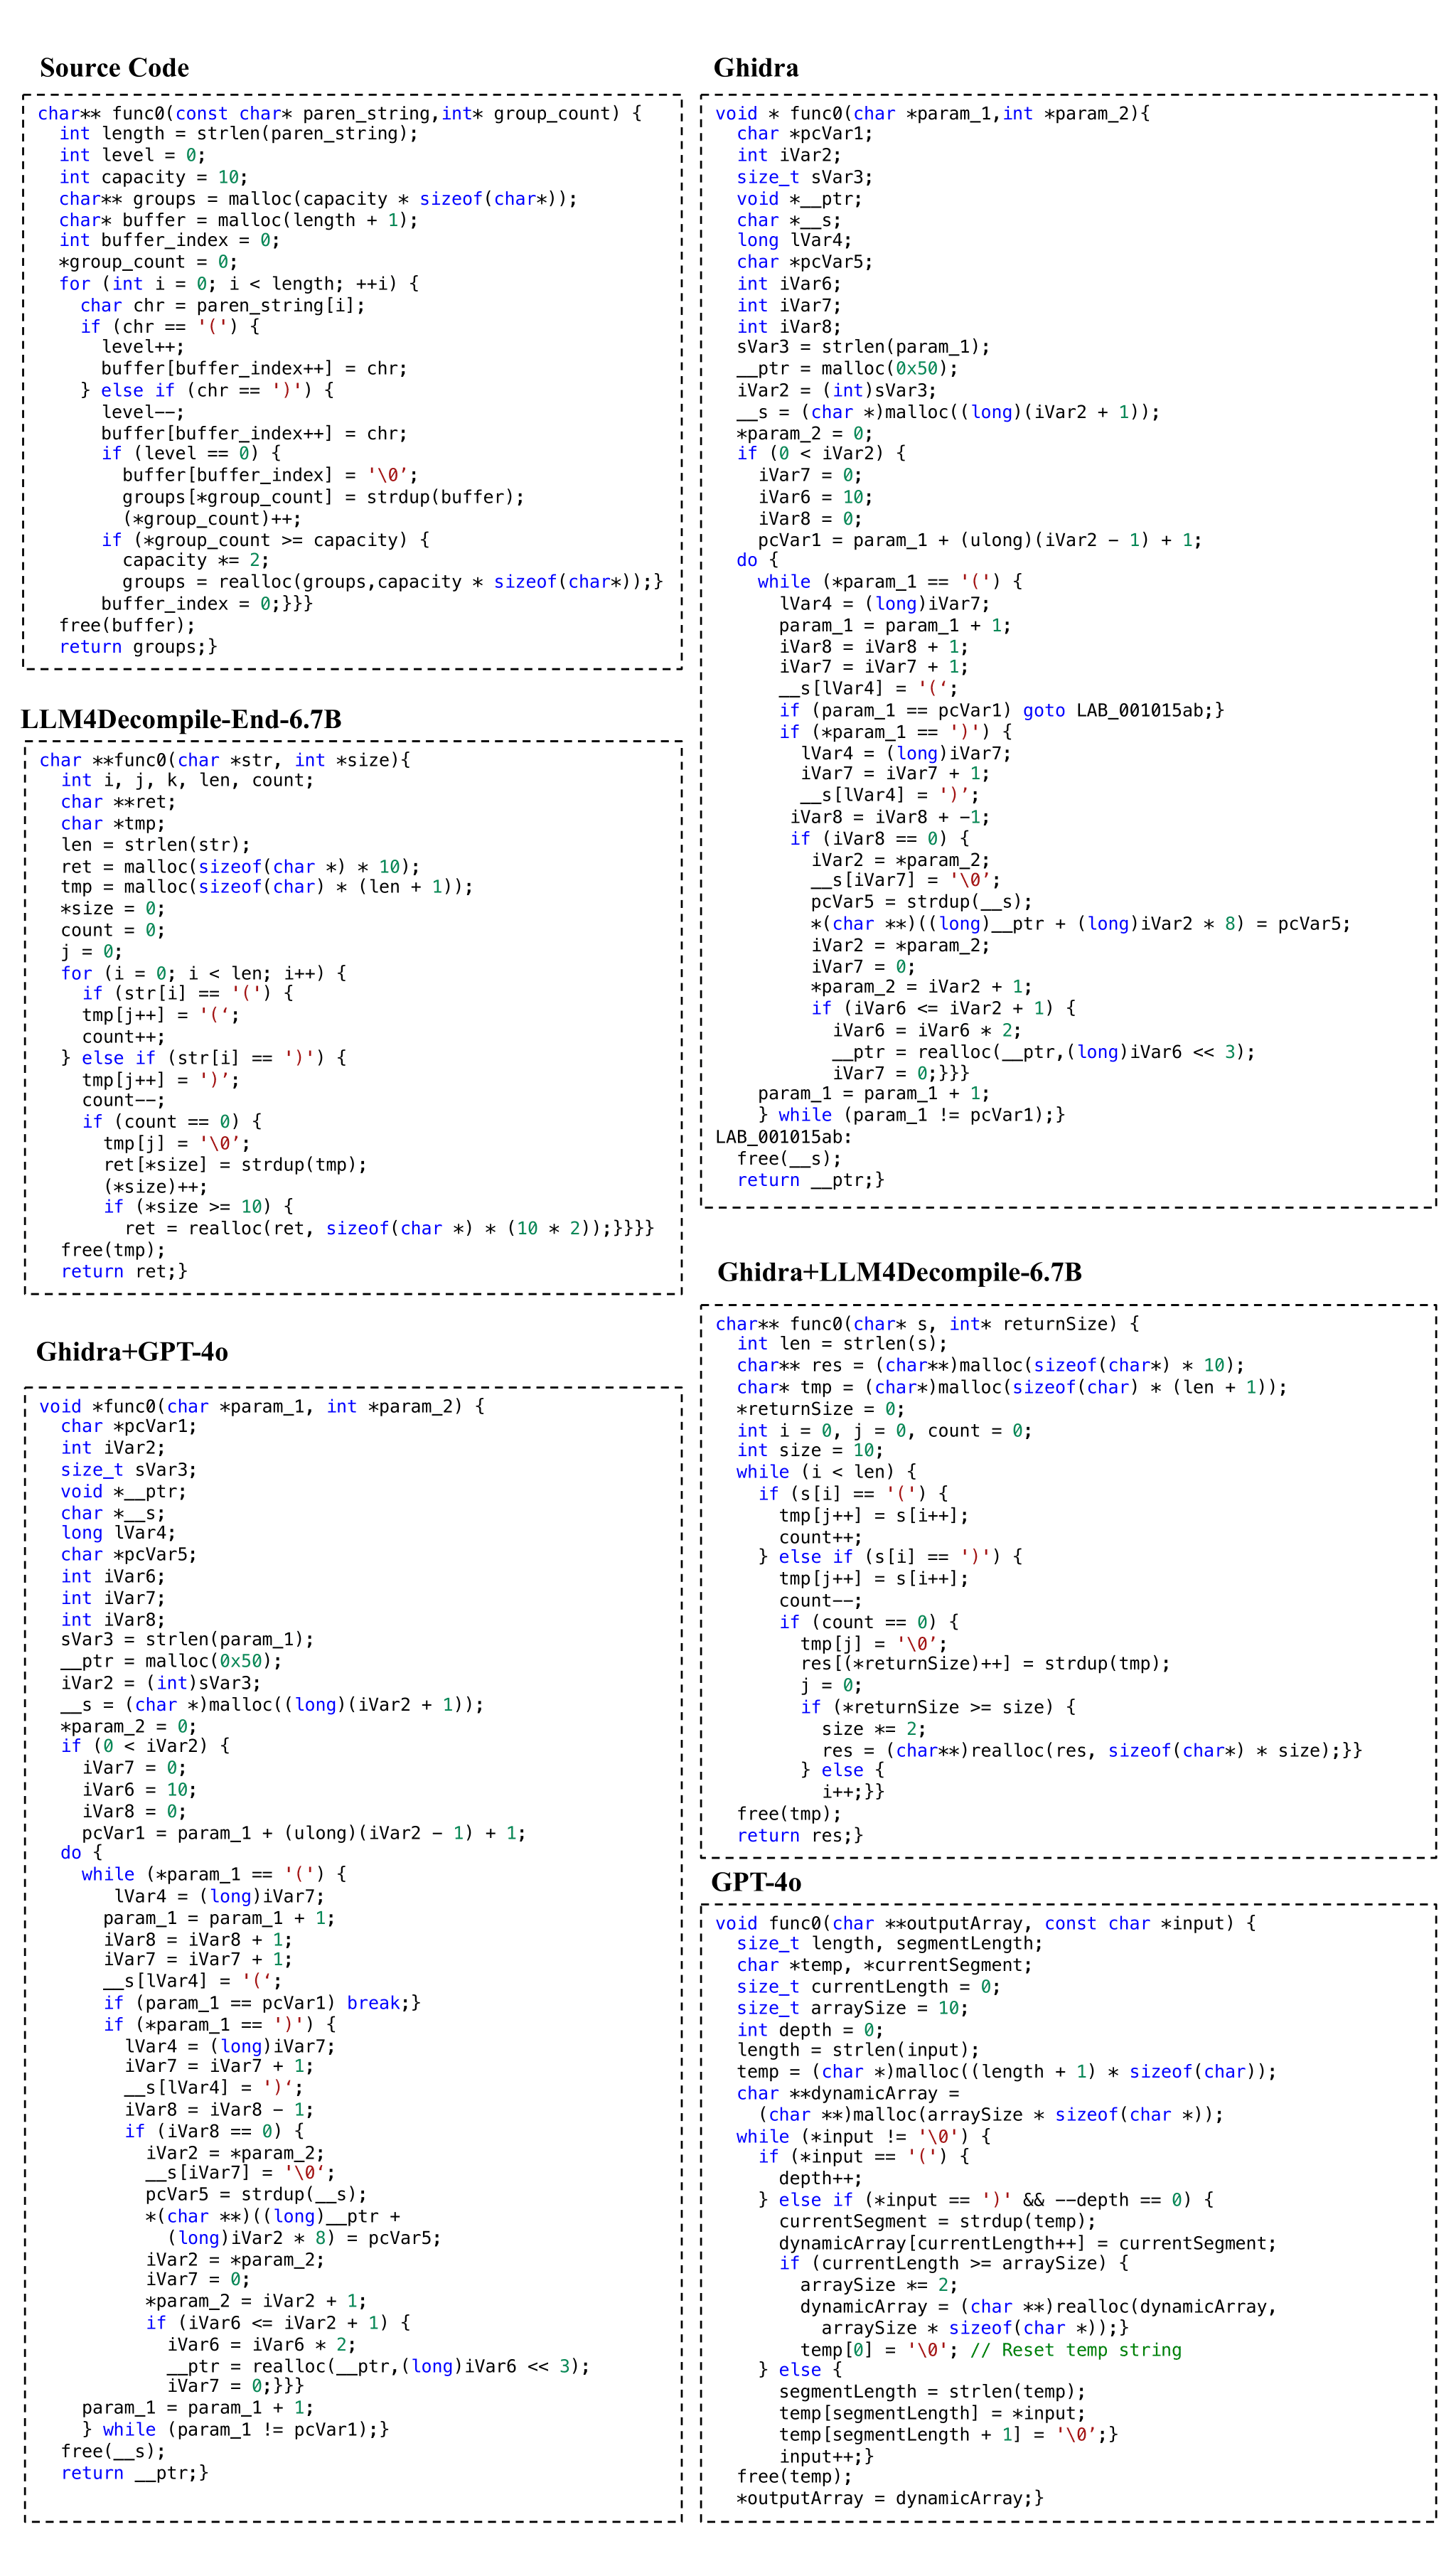 Source Code
char** func0(const char* paren_string,int* group_count) {
  int length = strlen(paren_string);
  int level = 0;
  int capacity = 10;
  char** groups = malloc(capacity * sizeof(char*));
  char* buffer = malloc(length + 1);
  int buffer_index = 0;
  *group_count = 0;
  for (int i = 0; i < length; ++i) {
    char chr = paren_string[i];
    if (chr == '(') {
      level++;
      buffer[buffer_index++] = chr;
    } else if (chr == ')') {
      level--;
      buffer[buffer_index++] = chr;
      if (level == 0) {
        buffer[buffer_index] = '\0’;
        groups[*group_count] = strdup(buffer);
        (*group_count)++;
      if (*group_count >= capacity) {
        capacity *= 2;
        groups = realloc(groups,capacity * sizeof(char*));}
      buffer_index = 0;}}}
  free(buffer);
  return groups;}
LLM4Decompile-End-6.7B
char **func0(char *str, int *size){
  int i, j, k, len, count;
  char **ret;
  char *tmp;
  len = strlen(str);
  ret = malloc(sizeof(char *) * 10);
  tmp = malloc(sizeof(char) * (len + 1));
  *size = 0;
  count = 0;
  j = 0;
  for (i = 0; i < len; i++) {
    if (str[i] == '(') {
    tmp[j++] = '(‘;
    count++;
  } else if (str[i] == ')') {
    tmp[j++] = ')’;
    count--;
    if (count == 0) {
      tmp[j] = '\0’;
      ret[*size] = strdup(tmp);
      (*size)++;
      if (*size >= 10) {
        ret = realloc(ret, sizeof(char *) * (10 * 2));}}}}
  free(tmp);
  return ret;}
Ghidra+GPT-4o
void *func0(char *param_1, int *param_2) {
  char *pcVar1;
  int iVar2;
  size_t sVar3;
  void *__ptr;
  char *__s;
  long lVar4;
  char *pcVar5;
  int iVar6;
  int iVar7;
  int iVar8;
  sVar3 = strlen(param_1);
  __ptr = malloc(0x50);
  iVar2 = (int)sVar3;
  __s = (char *)malloc((long)(iVar2 + 1));
  *param_2 = 0;
  if (0 < iVar2) {
    iVar7 = 0;
    iVar6 = 10;
    iVar8 = 0;
    pcVar1 = param_1 + (ulong)(iVar2 - 1) + 1;
  do {
    while (*param_1 == '(') {
       lVar4 = (long)iVar7;
      param_1 = param_1 + 1;
      iVar8 = iVar8 + 1;
      iVar7 = iVar7 + 1;
      __s[lVar4] = '(‘;
      if (param_1 == pcVar1) break;}
      if (*param_1 == ')') {
        lVar4 = (long)iVar7;
        iVar7 = iVar7 + 1;
        __s[lVar4] = ')‘;
        iVar8 = iVar8 - 1;
        if (iVar8 == 0) {
          iVar2 = *param_2;
          __s[iVar7] = '\0‘;
          pcVar5 = strdup(__s);
          *(char **)((long)__ptr +
            (long)iVar2 * 8) = pcVar5;
          iVar2 = *param_2;
          iVar7 = 0;
          *param_2 = iVar2 + 1;
          if (iVar6 <= iVar2 + 1) {
            iVar6 = iVar6 * 2;
            __ptr = realloc(__ptr,(long)iVar6 << 3);
            iVar7 = 0;}}}
    param_1 = param_1 + 1;
    } while (param_1 != pcVar1);}
  free(__s);
  return __ptr;}
Ghidra
void * func0(char *param_1,int *param_2){
  char *pcVar1;
  int iVar2;
  size_t sVar3;
  void *__ptr;
  char *__s;
  long lVar4;
  char *pcVar5;
  int iVar6;
  int iVar7;
  int iVar8;
  sVar3 = strlen(param_1);
  __ptr = malloc(0x50);
  iVar2 = (int)sVar3;
  __s = (char *)malloc((long)(iVar2 + 1));
  *param_2 = 0;
  if (0 < iVar2) {
    iVar7 = 0;
    iVar6 = 10;
    iVar8 = 0;
    pcVar1 = param_1 + (ulong)(iVar2 - 1) + 1;
  do {
    while (*param_1 == '(') {
      lVar4 = (long)iVar7;
      param_1 = param_1 + 1;
      iVar8 = iVar8 + 1;
      iVar7 = iVar7 + 1;
      __s[lVar4] = '(‘;
      if (param_1 == pcVar1) goto LAB_001015ab;}
      if (*param_1 == ')') {
        lVar4 = (long)iVar7;
        iVar7 = iVar7 + 1;
        __s[lVar4] = ')’;
       iVar8 = iVar8 + -1;
       if (iVar8 == 0) {
         iVar2 = *param_2;
         __s[iVar7] = '\0’;
         pcVar5 = strdup(__s);
         *(char **)((long)__ptr + (long)iVar2 * 8) = pcVar5;
         iVar2 = *param_2;
         iVar7 = 0;
         *param_2 = iVar2 + 1;
         if (iVar6 <= iVar2 + 1) {
           iVar6 = iVar6 * 2;
           __ptr = realloc(__ptr,(long)iVar6 << 3);
           iVar7 = 0;}}}
    param_1 = param_1 + 1;
    } while (param_1 != pcVar1);}
LAB_001015ab:
  free(__s);
  return __ptr;}
Ghidra+LLM4Decompile-6.7B
char** func0(char* s, int* returnSize) {
  int len = strlen(s);
  char** res = (char**)malloc(sizeof(char*) * 10);
  char* tmp = (char*)malloc(sizeof(char) * (len + 1));
  *returnSize = 0;
  int i = 0, j = 0, count = 0;
  int size = 10;
  while (i < len) {
    if (s[i] == '(') {
      tmp[j++] = s[i++];
      count++;
    } else if (s[i] == ')') {
      tmp[j++] = s[i++];
      count--;
      if (count == 0) {
        tmp[j] = '\0’;
        res[(*returnSize)++] = strdup(tmp);
        j = 0;
        if (*returnSize >= size) {
          size *= 2;
          res = (char**)realloc(res, sizeof(char*) * size);}}
        } else {
          i++;}}
  free(tmp);
  return res;}
GPT-4o
void func0(char **outputArray, const char *input) {
  size_t length, segmentLength;
  char *temp, *currentSegment;
  size_t currentLength = 0;
  size_t arraySize = 10;
  int depth = 0;
  length = strlen(input);
  temp = (char *)malloc((length + 1) * sizeof(char));
  char **dynamicArray =
    (char **)malloc(arraySize * sizeof(char *));
  while (*input != '\0') {
    if (*input == '(') {
      depth++;
    } else if (*input == ')' && --depth == 0) {
      currentSegment = strdup(temp);
      dynamicArray[currentLength++] = currentSegment;
      if (currentLength >= arraySize) {
        arraySize *= 2;
        dynamicArray = (char **)realloc(dynamicArray,
          arraySize * sizeof(char *));}
        temp[0] = '\0'; // Reset temp string
    } else {
      segmentLength = strlen(temp);
      temp[segmentLength] = *input;
      temp[segmentLength + 1] = '\0’;}
      input++;}
  free(temp);
  *outputArray = dynamicArray;}